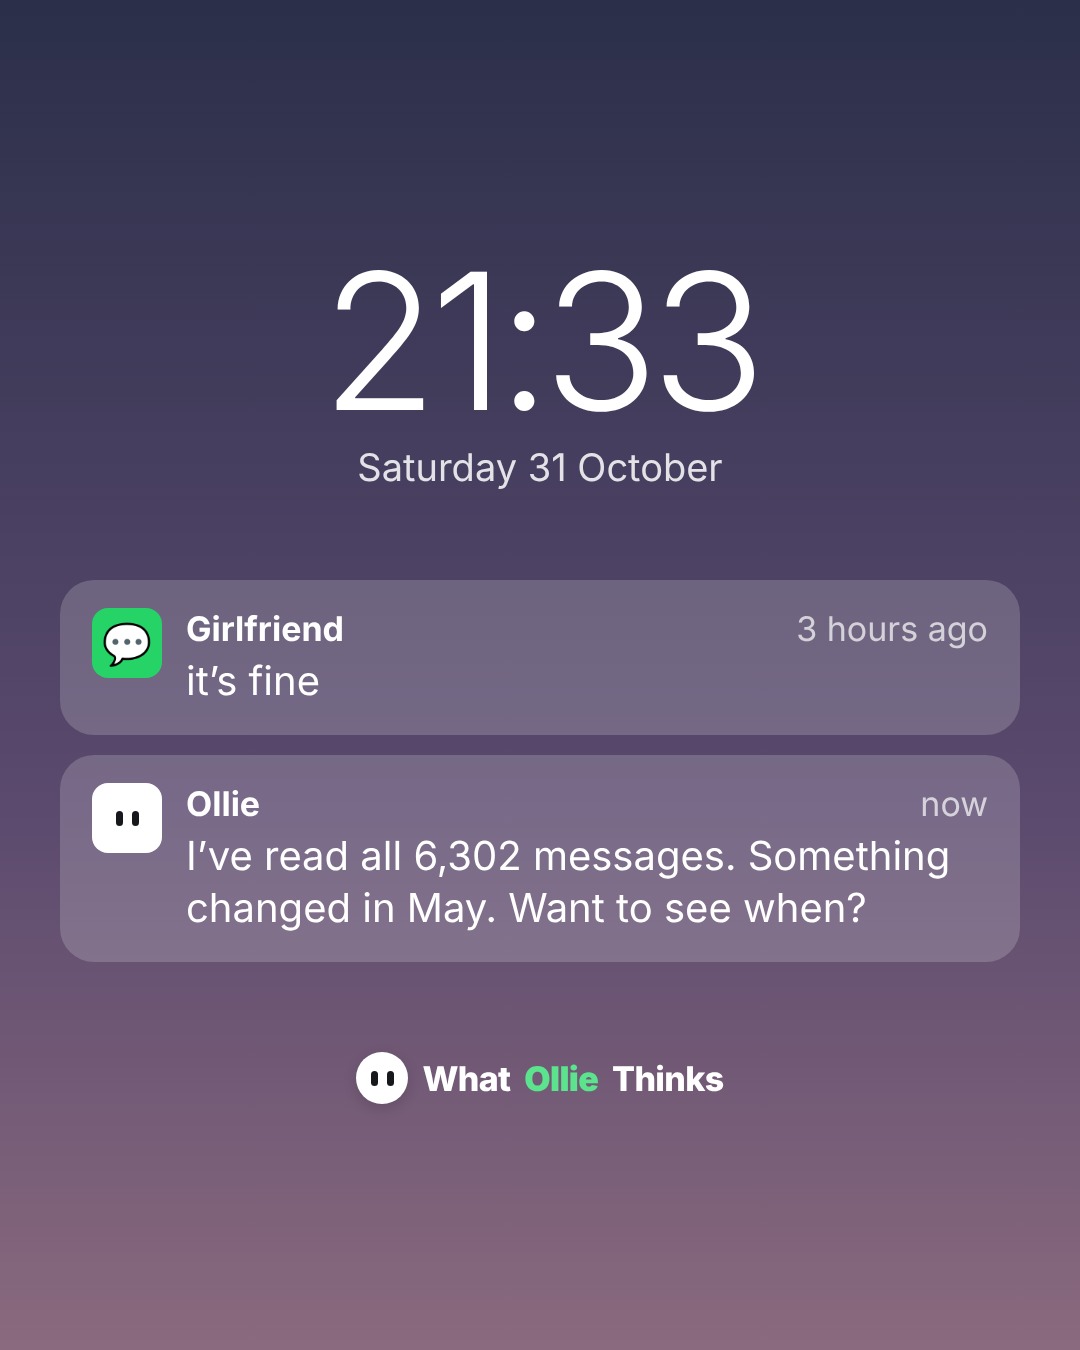 21:33
Saturday 31 October
Girlfriend 3 hours ago
it’s fine
Ollie now
I’ve read all 6,302 messages. Something
changed in May. Want to see when?
What Ollie Thinks